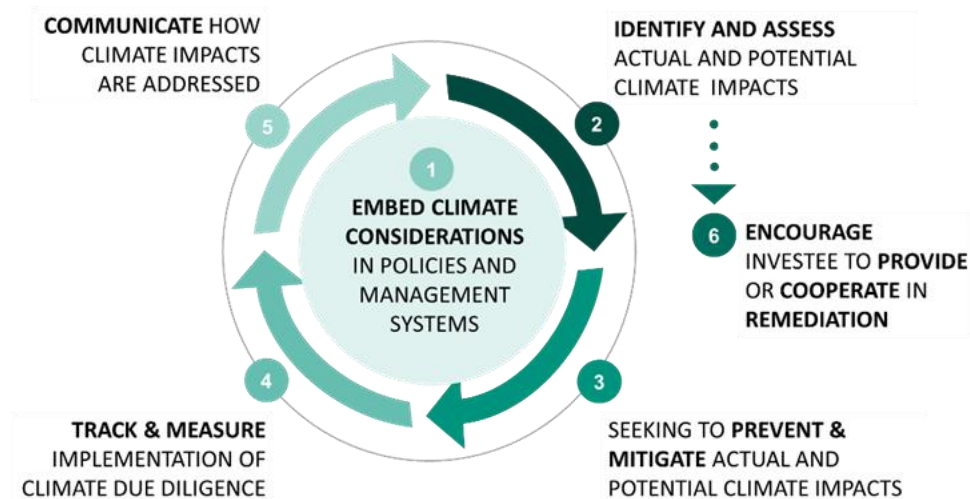 1
EMBED CLIMATE
CONSIDERATIONS
IN POLICIES AND
MANAGEMENT
SYSTEMS
2
IDENTIFY AND ASSESS
ACTUAL AND POTENTIAL
CLIMATE IMPACTS
6
ENCOURAGE
INVESTEE TO PROVIDE
OR COOPERATE IN
REMEDIATION
3
SEEKING TO PREVENT &
MITIGATE ACTUAL AND
POTENTIAL CLIMATE IMPACTS
4
TRACK & MEASURE
IMPLEMENTATION OF
CLIMATE DUE DILIGENCE
5
COMMUNICATE HOW
CLIMATE IMPACTS
ARE ADDRESSED